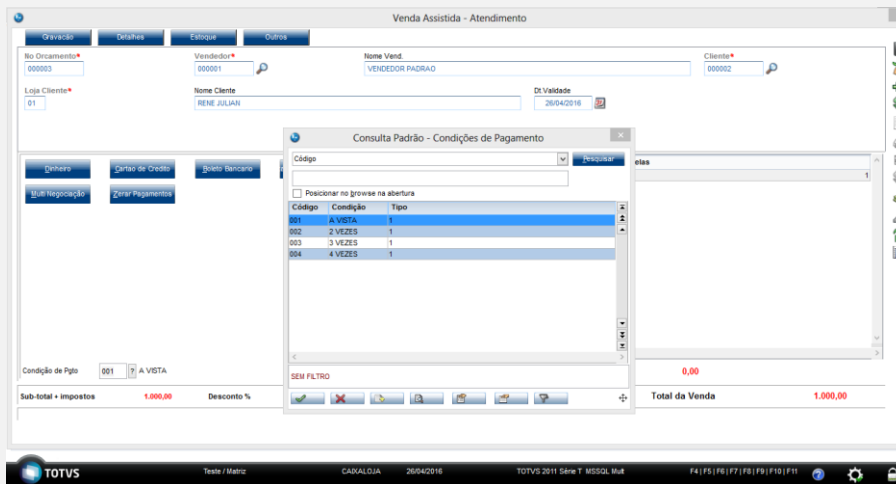 Venda Assistida - Atendimento
Gravacão Detalhes Estoque Outros
No Orcamento* Vendedor* Nome Vend. Cliente*
000003 000001 VENDEDOR PADRAO 000002
Loja Cliente* Nome Cliente Dt.Validade
01 RENE JULIAN 26/04/2016
Consulta Padrão - Condições de Pagamento
Código Pesquisar
Posicionar no browse na abertura
Código Condição Tipo
001 A VISTA 1
002 2 VEZES 1
003 3 VEZES 1
004 4 VEZES 1
SEM FILTRO
Dinheiro Cartao de Credito Boleto Bancario
Multi Negociação Zerar Pagamentos
elas
1
Condição de Pgto 001 ? A VISTA 0,00
Sub-total + impostos 1.000,00 Desconto % Total da Venda 1.000,00
TOTVS Teste / Matriz CAIXALOJA 26/04/2016 TOTVS 2011 Série T MSSQL Mult F4 | F5 | F6 | F7 | F8 | F9 | F10 | F11 ?